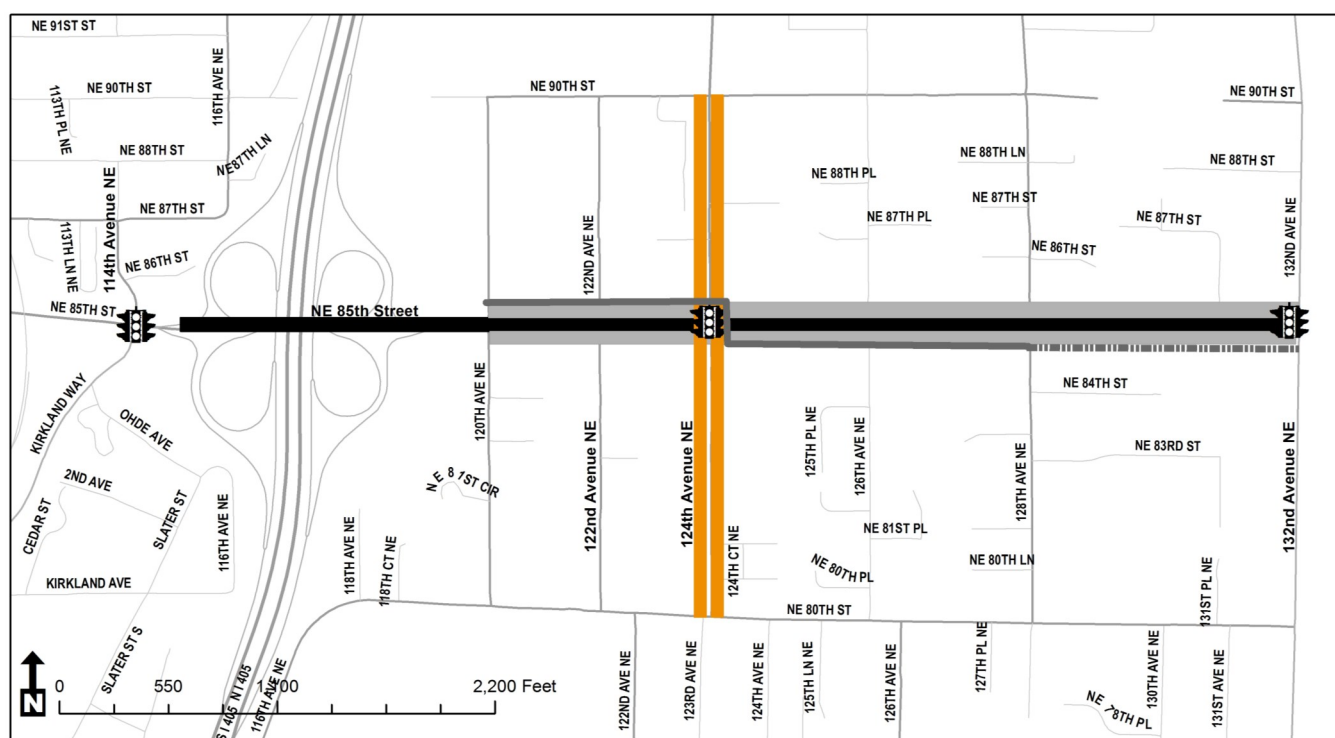 NE 91ST ST
NE 90TH ST
113TH PL NE
116TH AVE NE
NE 88TH ST
NE87TH LN
114th Avenue NE
NE 87TH ST
113TH LN NE
NE 86TH ST
NE 85TH ST
NE 85th Street
NE 90TH ST
122ND AVE NE
NE 88TH PL
NE 87TH PL
NE 88TH LN
NE 87TH ST
NE 86TH ST
NE 90TH ST
NE 88TH ST
NE 87TH ST
132ND AVE NE
KIRKLAND WAY
OHDE AVE
2ND AVE
CEDAR ST
SLATER ST
116TH AVE NE
KIRKLAND AVE
SLATER ST S
120TH AVE NE
NE 81ST CIR
118TH AVE NE
118TH CT NE
122nd Avenue NE
124th Avenue NE
124TH CT NE
125TH PL NE
126TH AVE NE
NE 81ST PL
NE 80TH PL
NE 80TH ST
128TH AVE NE
NE 84TH ST
NE 83RD ST
NE 80TH LN
132nd Avenue NE
131ST PL NE
N
0 550 1,100 2,200 Feet
S I 405
N I 405
116TH AVE NE
122ND AVE NE
123RD AVE NE
124TH AVE NE
125TH LN NE
126TH AVE NE
127TH PL NE
NE 78TH PL
130TH AVE NE
131ST AVE NE